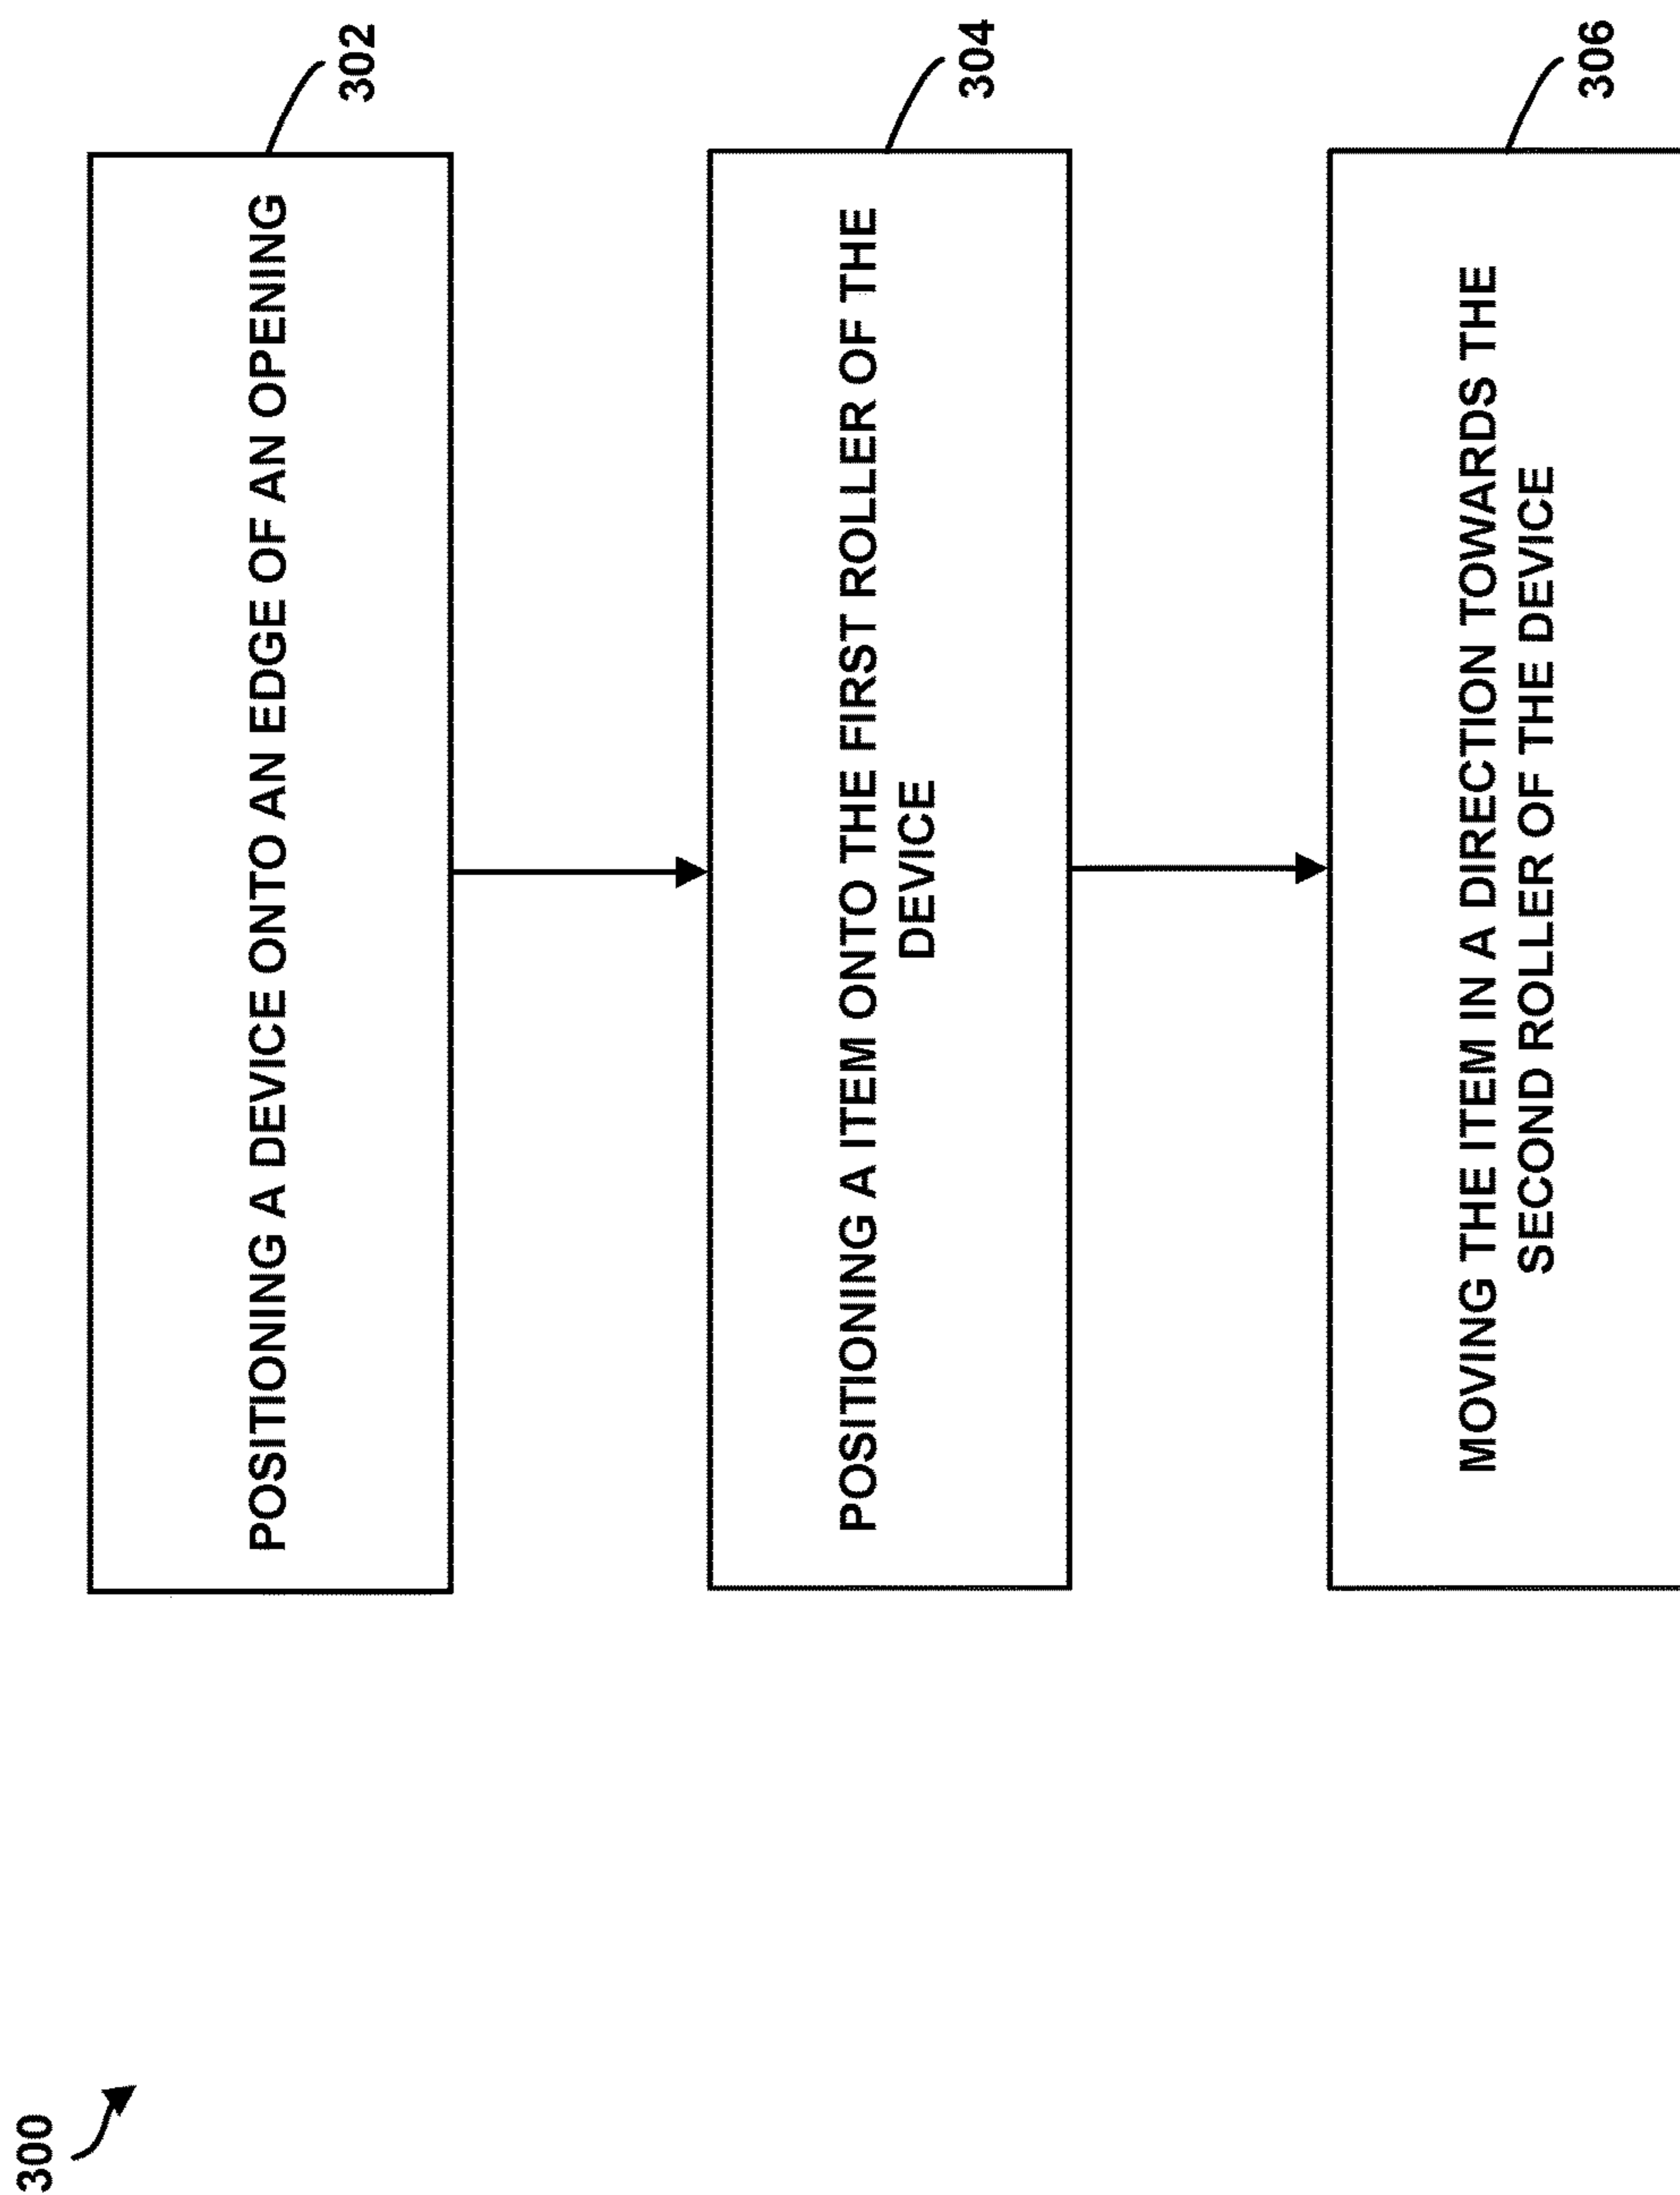 300
POSITIONING A DEVICE ONTO AN EDGE OF AN OPENING
302
POSITIONING A ITEM ONTO THE FIRST ROLLER OF THE
DEVICE
304
MOVING THE ITEM IN A DIRECTION TOWARDS THE
SECOND ROLLER OF THE DEVICE
306